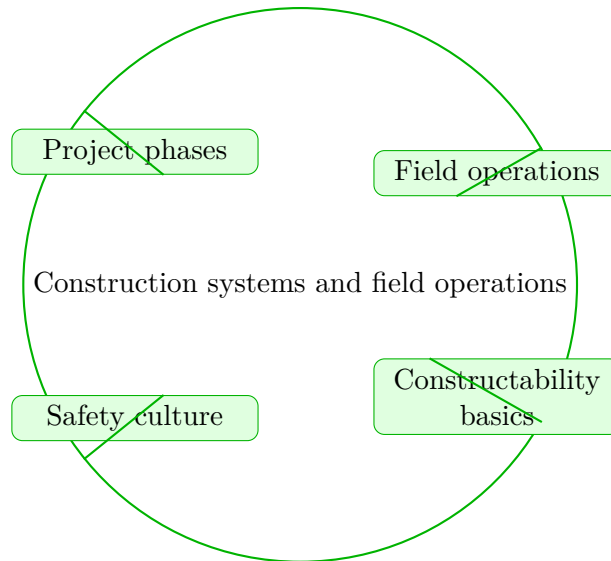 Project phases
Field operations
Construction systems and field operations
Constructability
basics
Safety culture